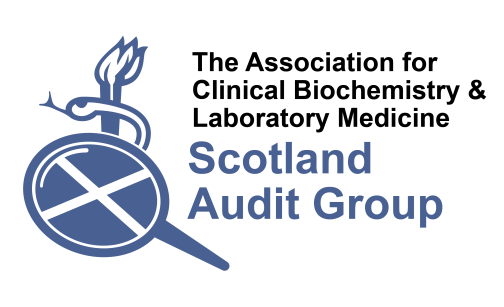 The Association for
Clinical Biochemistry &
Laboratory Medicine
Scotland
Audit Group